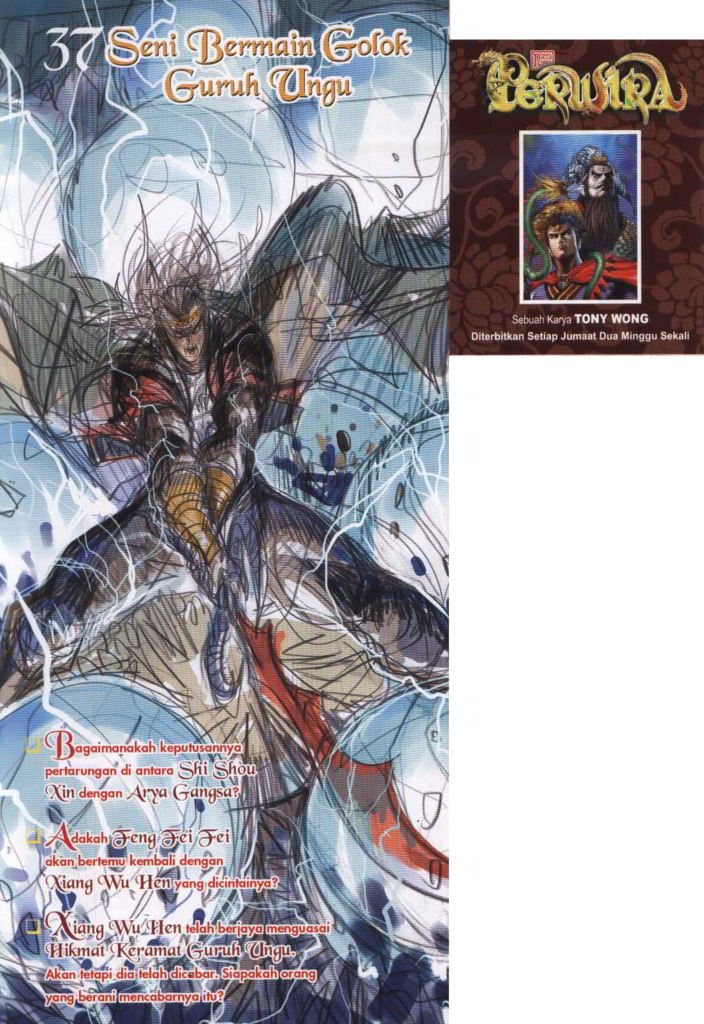 37 Seni Bermain Golok
Guruh Ungu
PERWIRA
Sebuah Karya TONY WONG
Diterbitkan Setiap Jumaat Dua Minggu Sekali
Bagaimanakah keputusannya
pertarungan di antara Shi Shou
Xin dengan Arya Gangsa?
Adakah Feng Fei Fei
akan bertemu kembali dengan
Xiang Wu Hen yang dicintainya?
Xiang Wu Hen telah berjaya menguasai
Hikmat Keramat Guruh Ungu.
Akan tetapi dia telah dicabar. Siapakah orang
yang berani mencabarnya itu?